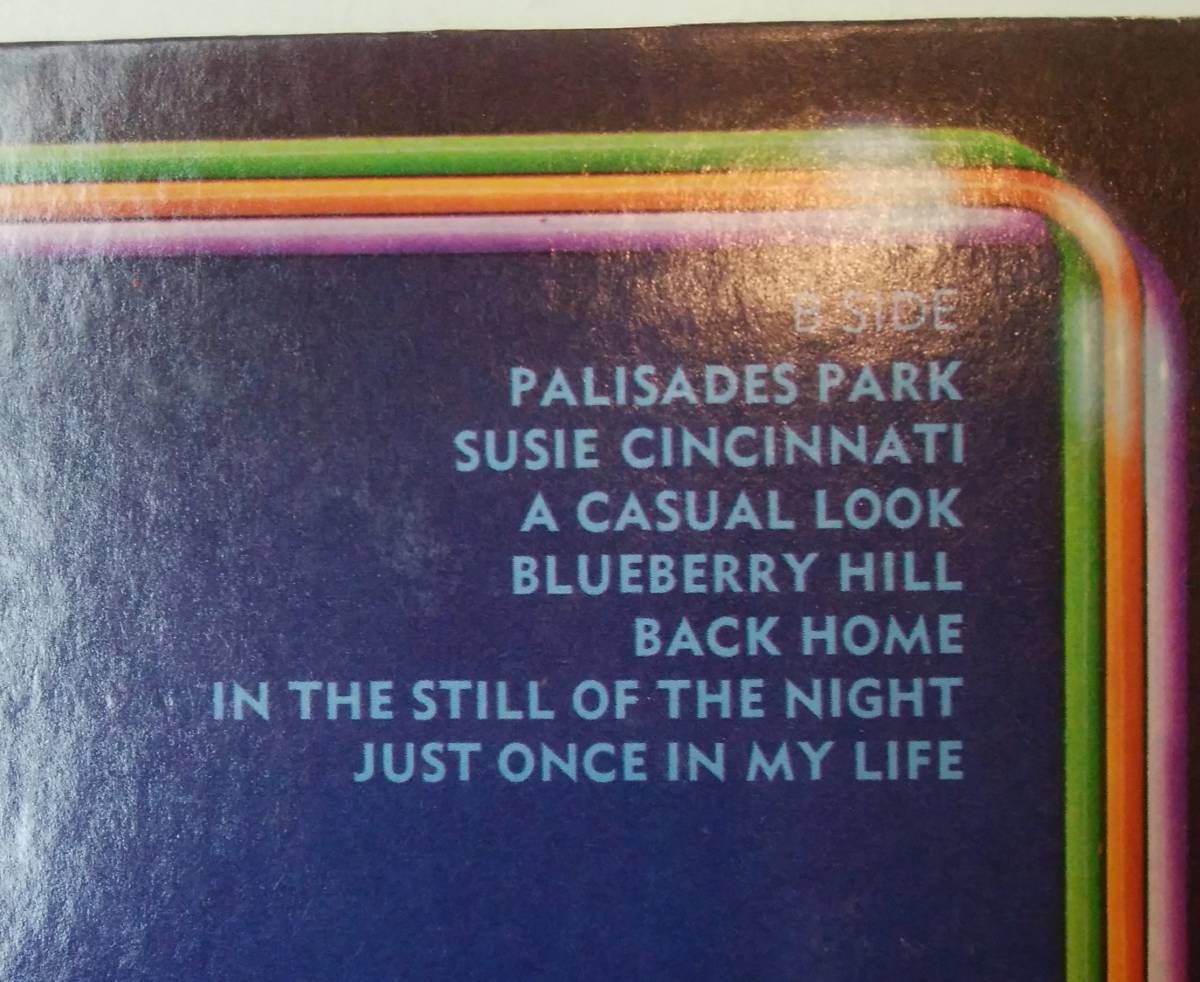 B SIDE
PALISADES PARK
SUSIE CINCINNATI
A CASUAL LOOK
BLUEBERRY HILL
BACK HOME
IN THE STILL OF THE NIGHT
JUST ONCE IN MY LIFE